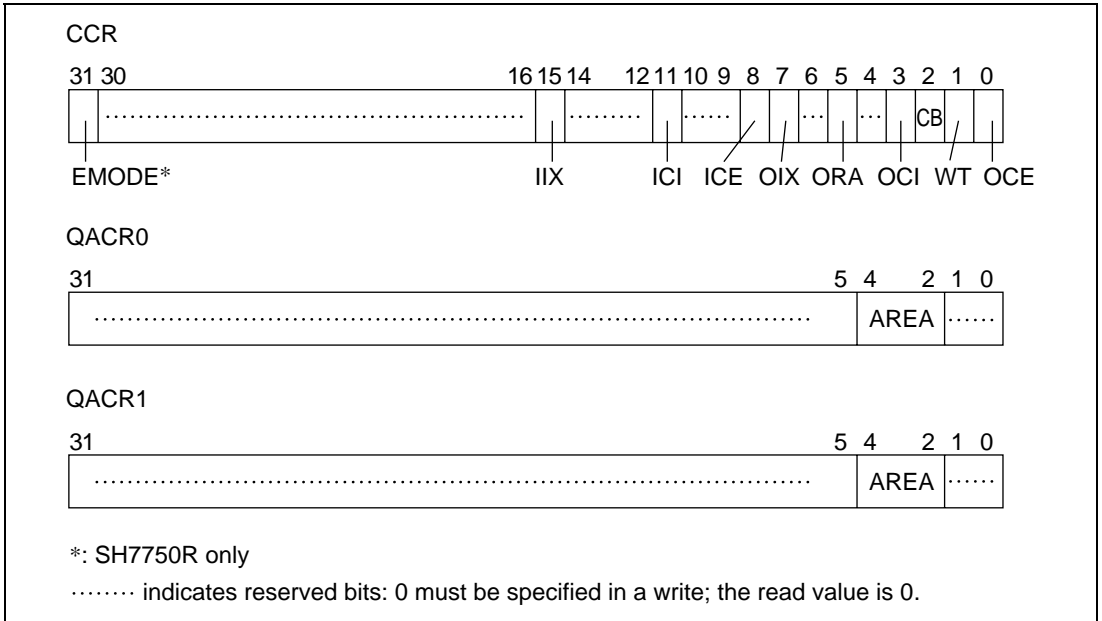 CCR
31 30 16 15 14 12 11 10 9 8 7 6 5 4 3 2 1 0
CB
EMODE* IIX ICI ICE OIX ORA OCI WT OCE
QACR0
31 5 4 2 1 0
AREA
QACR1
31 5 4 2 1 0
AREA
*: SH7750R only
········ indicates reserved bits: 0 must be specified in a write; the read value is 0.